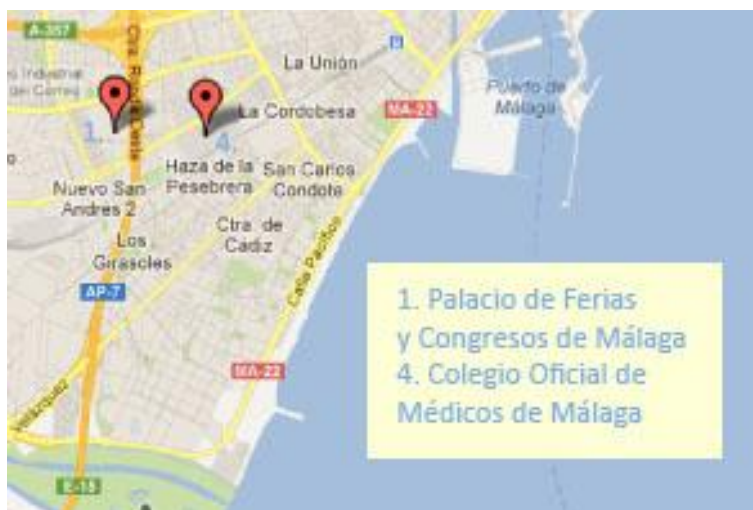 A-357
La Unión
Puerto de
Málaga
La Cordobesa
MA-22
1.
4.
Haza de la
Pesebrera
San Carlos
Condote
Nuevo San
Andres 2
Ctra. de
Cádiz
Los
Girasoles
Calle Pacífico
AP-7
MA-22
Velázquez
E-15
1. Palacio de Ferias
y Congresos de Málaga
4. Colegio Oficial de
Médicos de Málaga